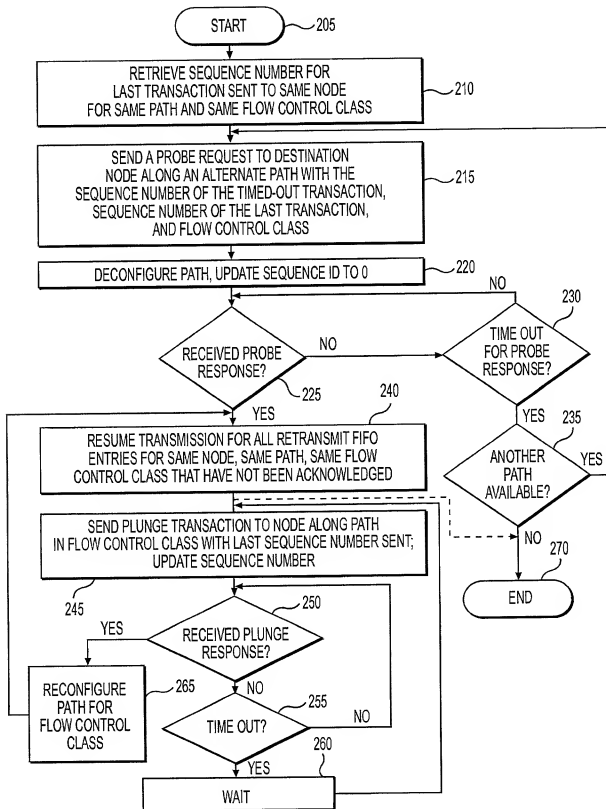 START
205
RETRIEVE SEQUENCE NUMBER FOR
LAST TRANSACTION SENT TO SAME NODE
FOR SAME PATH AND SAME FLOW CONTROL CLASS
210
SEND A PROBE REQUEST TO DESTINATION
NODE ALONG AN ALTERNATE PATH WITH THE
SEQUENCE NUMBER OF THE TIMED-OUT TRANSACTION,
SEQUENCE NUMBER OF THE LAST TRANSACTION,
AND FLOW CONTROL CLASS
215
DECONFIGURE PATH, UPDATE SEQUENCE ID TO 0
220
NO
230
RECEIVED PROBE
RESPONSE?
225
NO
TIME OUT
FOR PROBE
RESPONSE?
YES
240
YES
235
RESUME TRANSMISSION FOR ALL RETRANSMIT FIFO
ENTRIES FOR SAME NODE, SAME PATH, SAME FLOW
CONTROL CLASS THAT HAVE NOT BEEN ACKNOWLEDGED
ANOTHER
PATH
AVAILABLE?
YES
NO
SEND PLUNGE TRANSACTION TO NODE ALONG PATH
IN FLOW CONTROL CLASS WITH LAST SEQUENCE NUMBER SENT;
UPDATE SEQUENCE NUMBER
245
270
END
250
YES
RECEIVED PLUNGE
RESPONSE?
NO
265
RECONFIGURE
PATH FOR
FLOW CONTROL
CLASS
255
TIME OUT?
NO
YES
260
WAIT